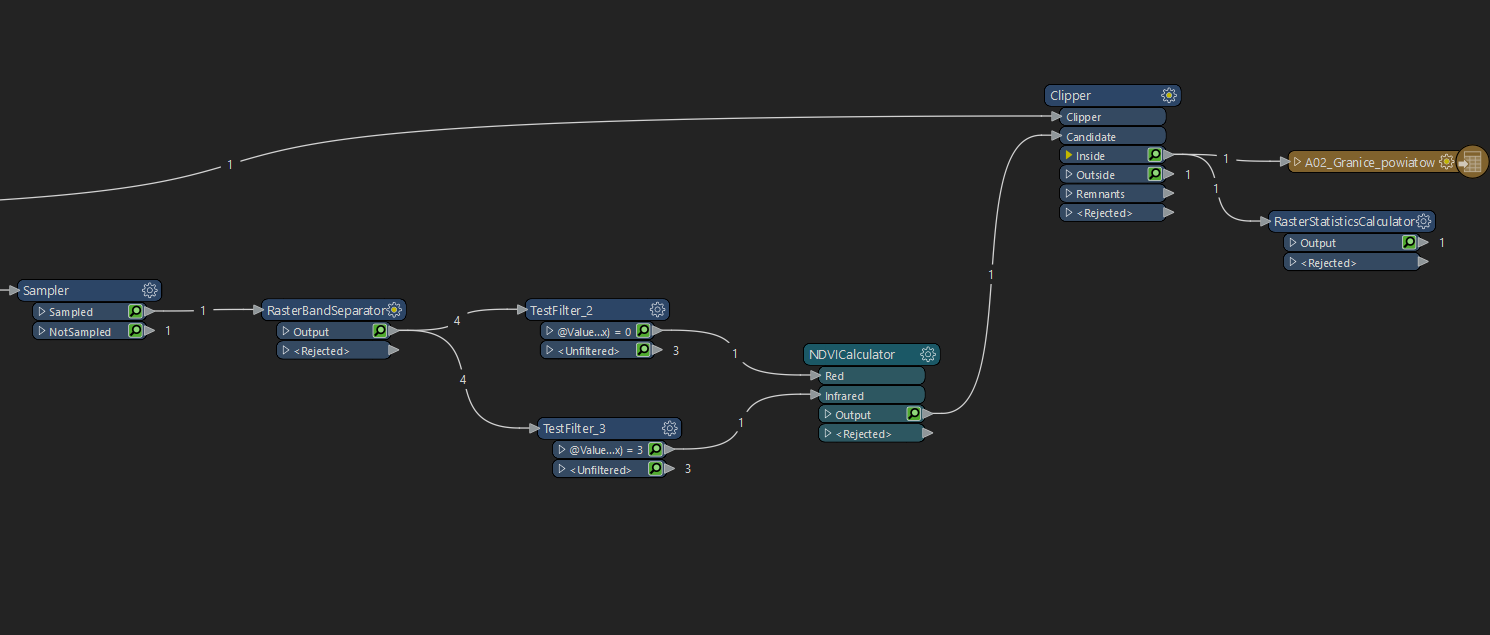 Clipper
Clipper
Candidate
Inside
Outside
Remnants
<Rejected>
1
1
1
1
1
A02_Granice_powiatow
RasterStatisticsCalculator
Output
<Rejected>
1
1
Sampler
Sampled
NotSampled
1
1
RasterBandSeparator
Output
<Rejected>
4
4
TestFilter_2
@Value...x) = 0
<Unfiltered>
3
1
TestFilter_3
@Value...x) = 3
<Unfiltered>
3
1
NDVICalculator
Red
Infrared
Output
<Rejected>